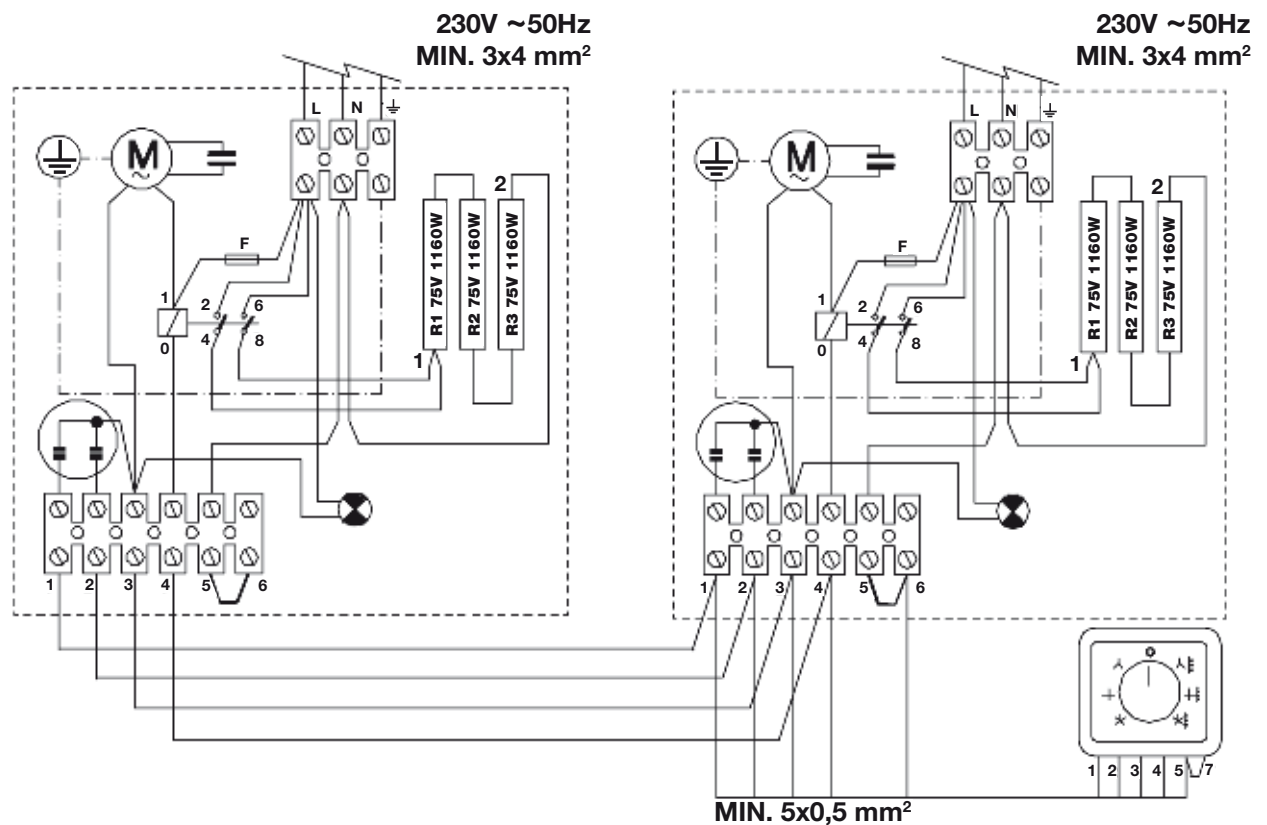 230V ~50Hz
MIN. 3x4 mm²
L N
M
~
F
1
0
2
4
6
8
1
2
R1 75V 1160W
R2 75V 1160W
R3 75V 1160W
1 2 3 4 5 6
230V ~50Hz
MIN. 3x4 mm²
L N
M
~
F
1
0
2
4
6
8
1
2
R1 75V 1160W
R2 75V 1160W
R3 75V 1160W
1 2 3 4 5 6
1 2 3 4 5 7
MIN. 5x0,5 mm²